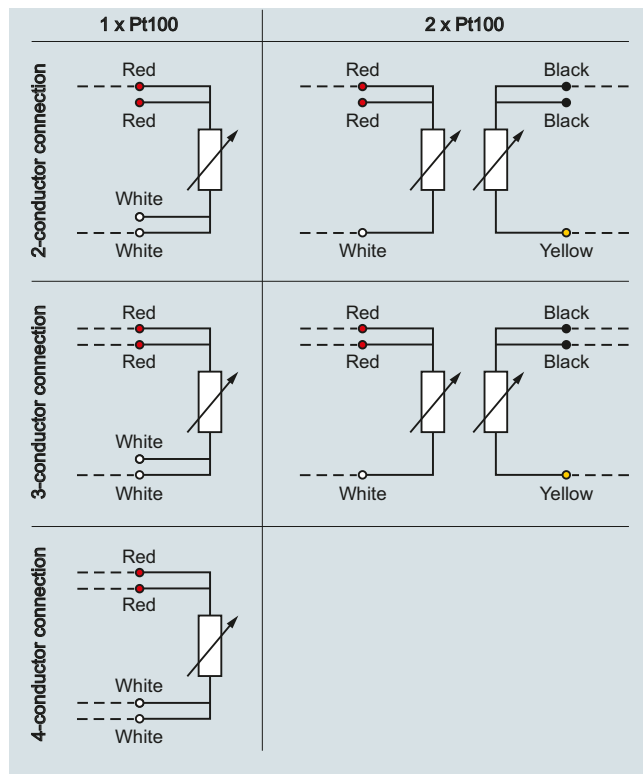 1 x Pt100
2 x Pt100
2-conductor connection
Red
Red
White
White
Red
Red
White
Black
Black
Yellow
3-conductor connection
Red
Red
White
White
Red
Red
White
Black
Black
Yellow
4-conductor connection
Red
Red
White
White